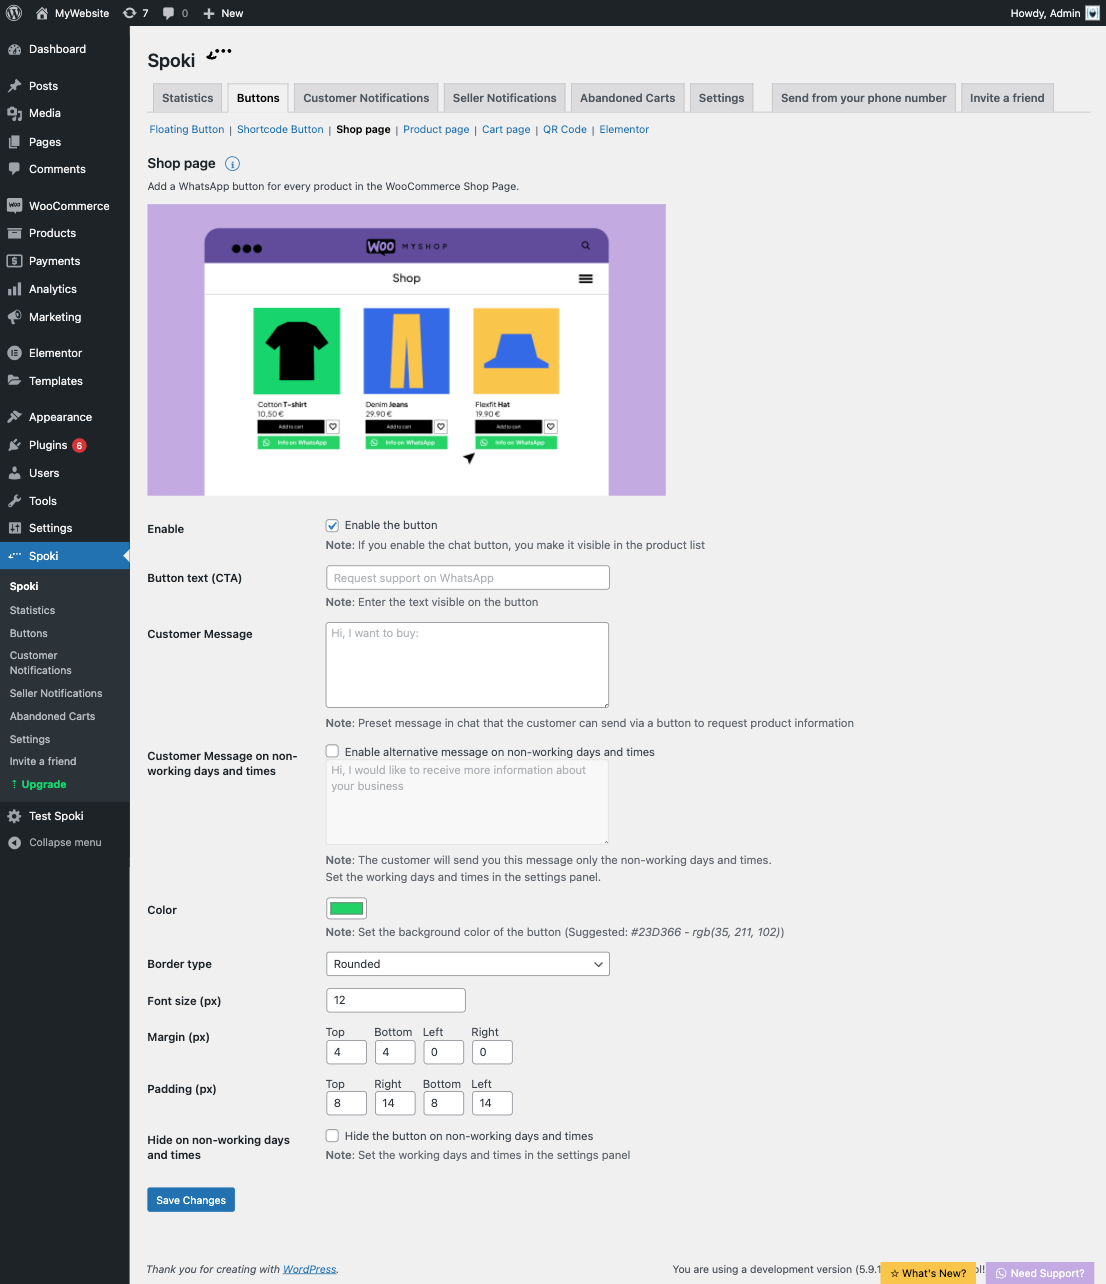 MyWebsite 7 0 New Howdy, Admin
Dashboard
Posts
Media
Pages
Comments
WooCommerce
Products
Payments
Analytics
Marketing
Elementor
Templates
Appearance
Plugins 6
Users
Tools
Settings
Spoki
Spoki
Statistics
Buttons
Customer
Notifications
Seller Notifications
Abandoned Carts
Settings
Invite a friend
↑ Upgrade
Test Spoki
Collapse menu
Spoki
Statistics Buttons Customer Notifications Seller Notifications Abandoned Carts Settings Send from your phone number Invite a friend
Floating Button | Shortcode Button | Shop page | Product page | Cart page | QR Code | Elementor
Shop page i
Add a WhatsApp button for every product in the WooCommerce Shop Page.
WOO MYSHOP
Shop
Cotton T-shirt Denim Jeans Flexfit Hat
10,50 € 29,90 € 19,90 €
Add to cart Add to cart Add to cart
Info on WhatsApp Info on WhatsApp Info on WhatsApp
Enable Enable the button
Note: If you enable the chat button, you make it visible in the product list
Button text (CTA) Request support on WhatsApp
Note: Enter the text visible on the button
Customer Message Hi, I want to buy:
Note: Preset message in chat that the customer can send via a button to request product information
Customer Message on non-
working days and times
Enable alternative message on non-working days and times
Hi, I would like to receive more information about
your business
Note: The customer will send you this message only the non-working days and times.
Set the working days and times in the settings panel.
Color
Note: Set the background color of the button (Suggested: #23D366 - rgb(35, 211, 102))
Border type Rounded
Font size (px) 12
Margin (px) Top Bottom Left Right
4 4 0 0
Padding (px) Top Right Bottom Left
8 14 8 14
Hide on non-working days
and times
Hide the button on non-working days and times
Note: Set the working days and times in the settings panel
Save Changes
Thank you for creating with WordPress. You are using a development version (5.9.1
☆ What's New? Need Support?